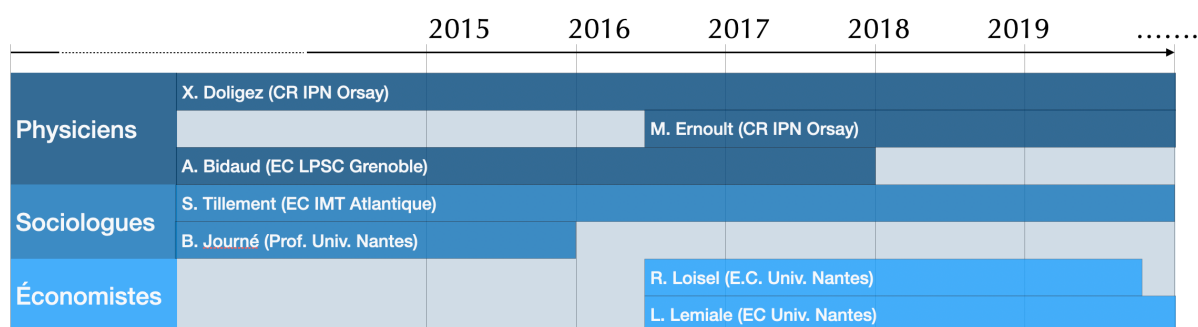 2015 2016 2017 2018 2019 .......
Physiciens
X. Doligez (CR IPN Orsay)
M. Ernoult (CR IPN Orsay)
A. Bidaud (EC LPSC Grenoble)
Sociologues
S. Tillement (EC IMT Atlantique)
B. Journé (Prof. Univ. Nantes)
Économistes
R. Loisel (E.C. Univ. Nantes)
L. Lemiale (EC Univ. Nantes)